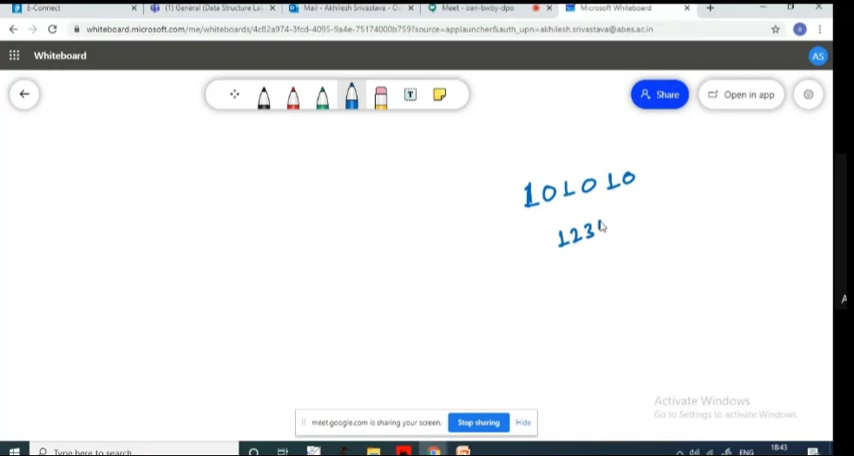 E-Connect
(1) General (Data Structure La
Mail - Akhilesh Srivastava - O
Meet - oan-bwby-dpo
Microsoft Whiteboard
whiteboard.microsoft.com/me/whiteboards/4c62a974-3fcd-4095-9a4e-75174000b759?source=applauncher&auth_upn=akhilesh.srivastava@abes.ac.in
Whiteboard
AS
T
Share
Open in app
101010
123
meet.google.com is sharing your screen.
Stop sharing
Hide
Activate Windows
Go to Settings to activate Windows.
Type here to search
ENG
18:43